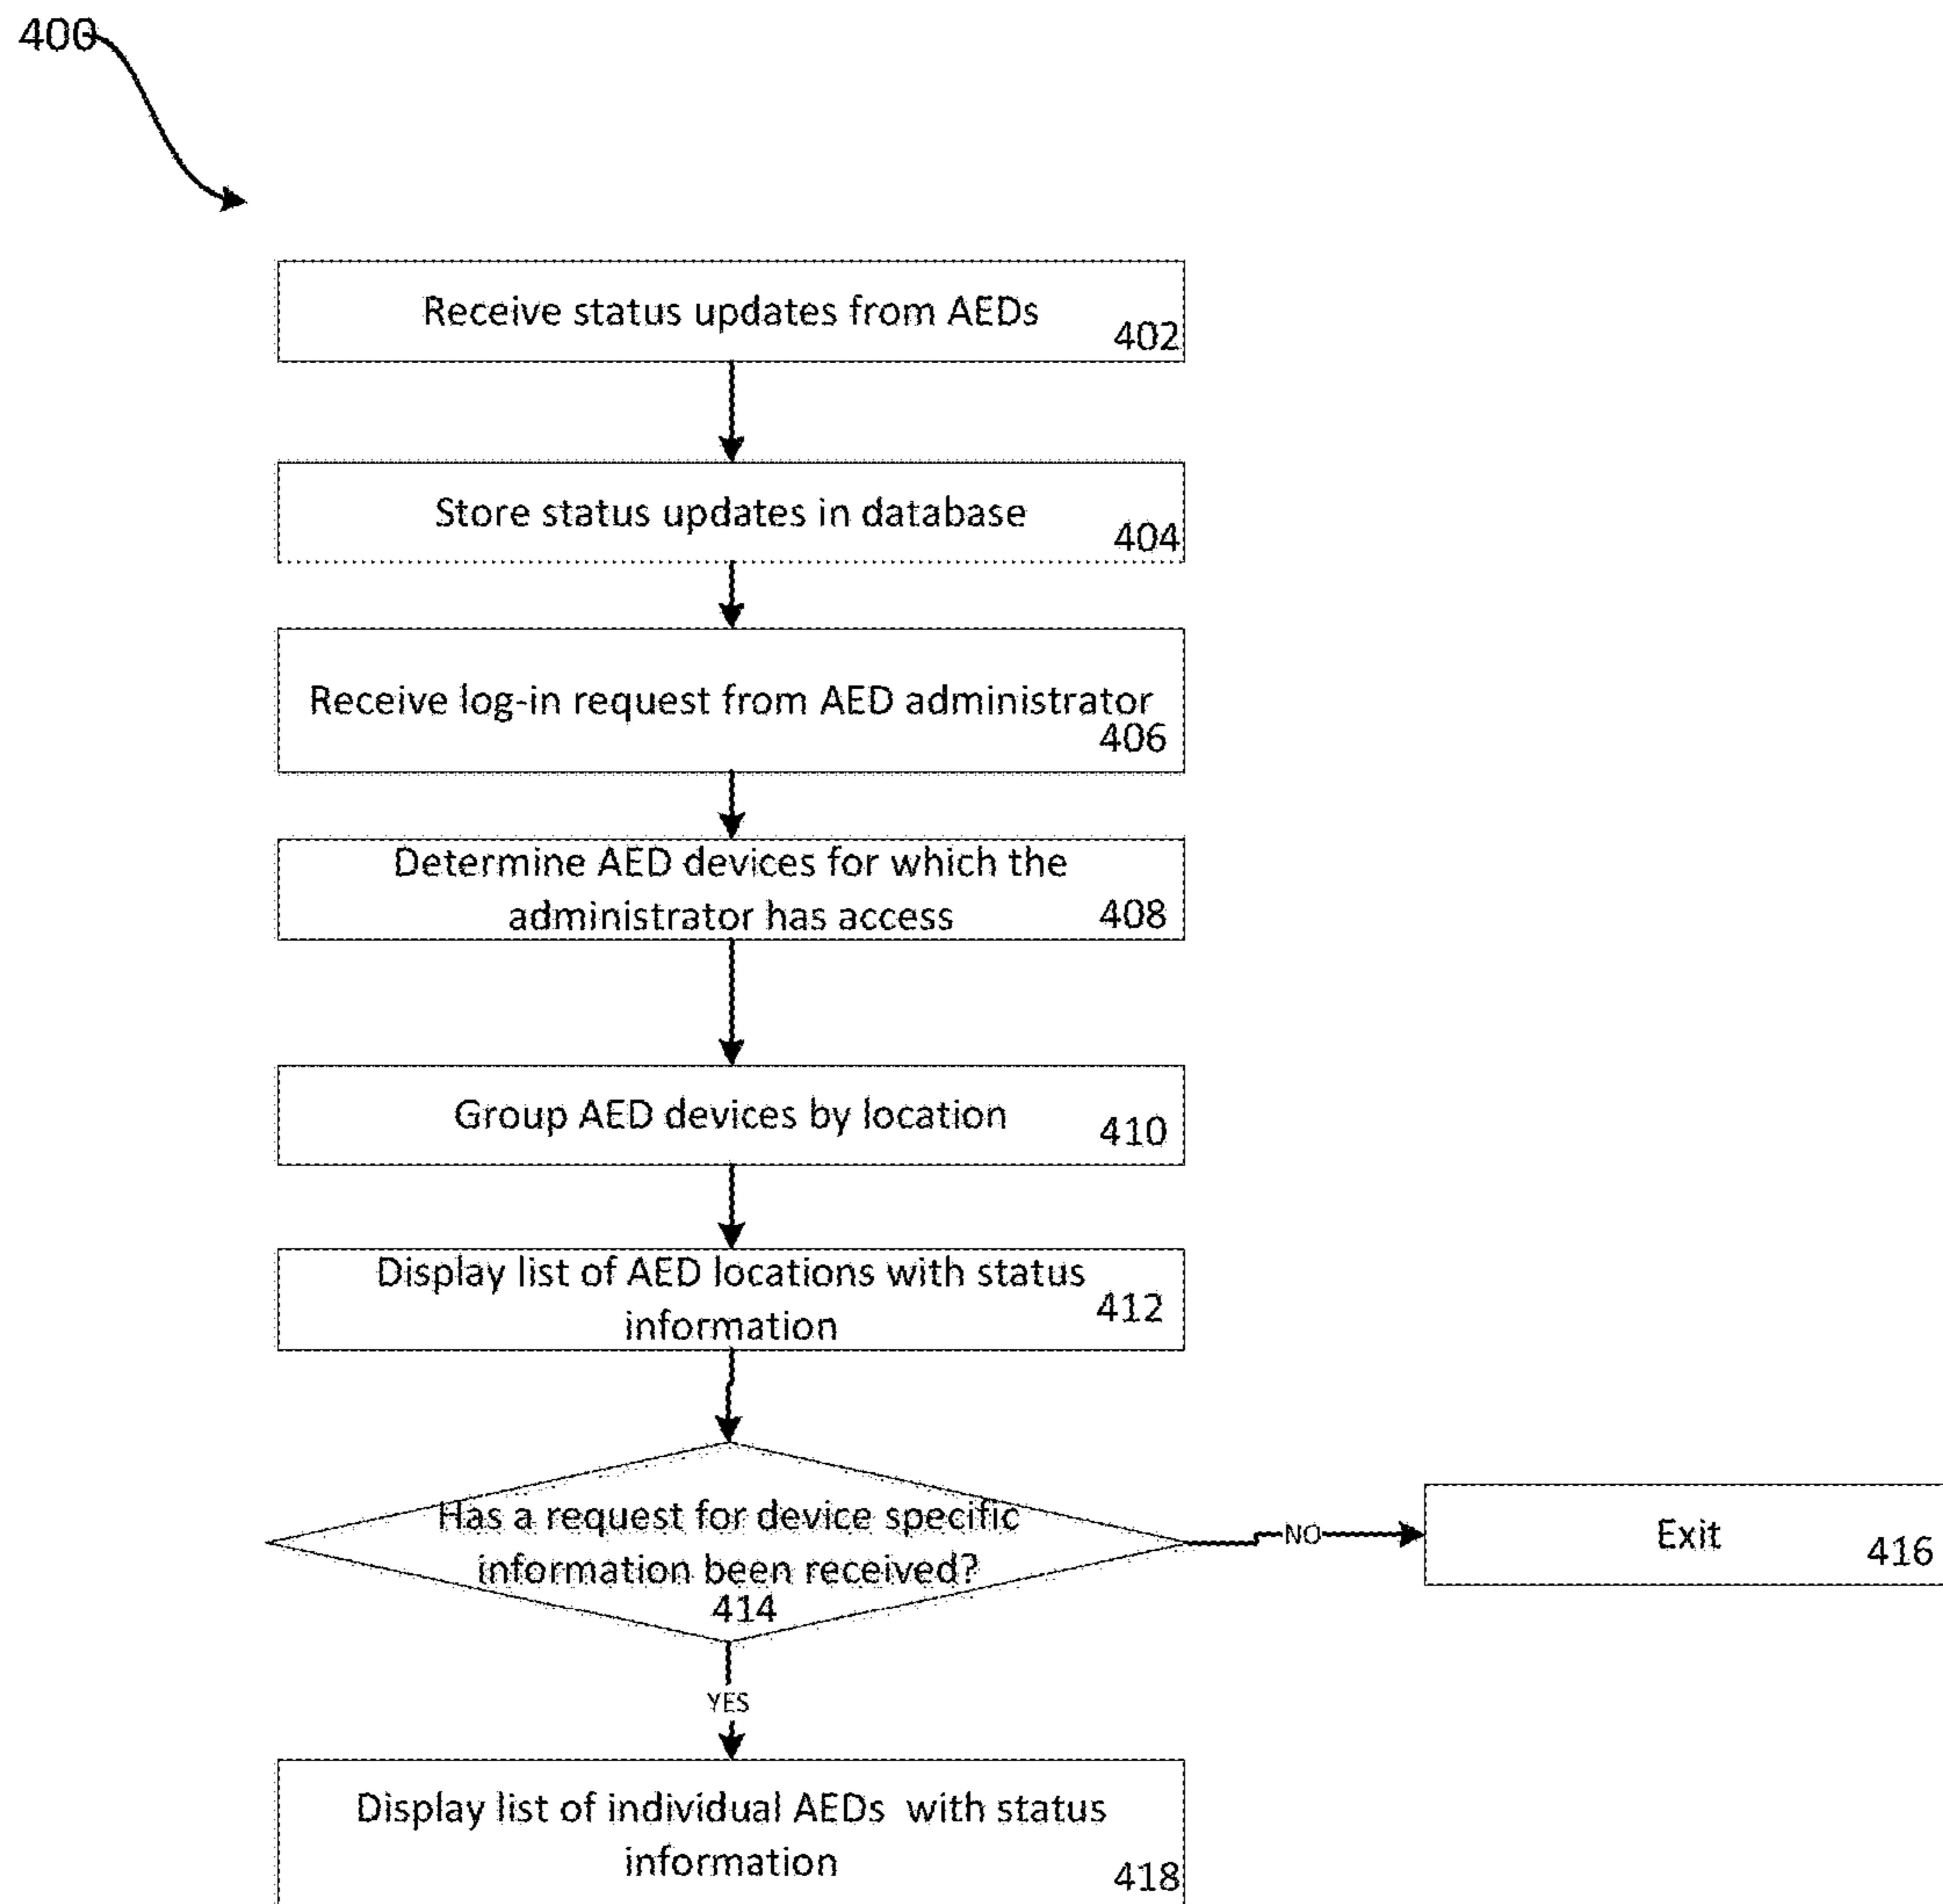 400
Receive status updates from AEDs
402
Store status updates in database
404
Receive log-in request from AED administrator
406
Determine AED devices for which the
administrator has access
408
Group AED devices by location
410
Display list of AED locations with status
information
412
Has a request for device specific
information been received?
414
NO
Exit
416
YES
Display list of individual AEDs with status
information
418